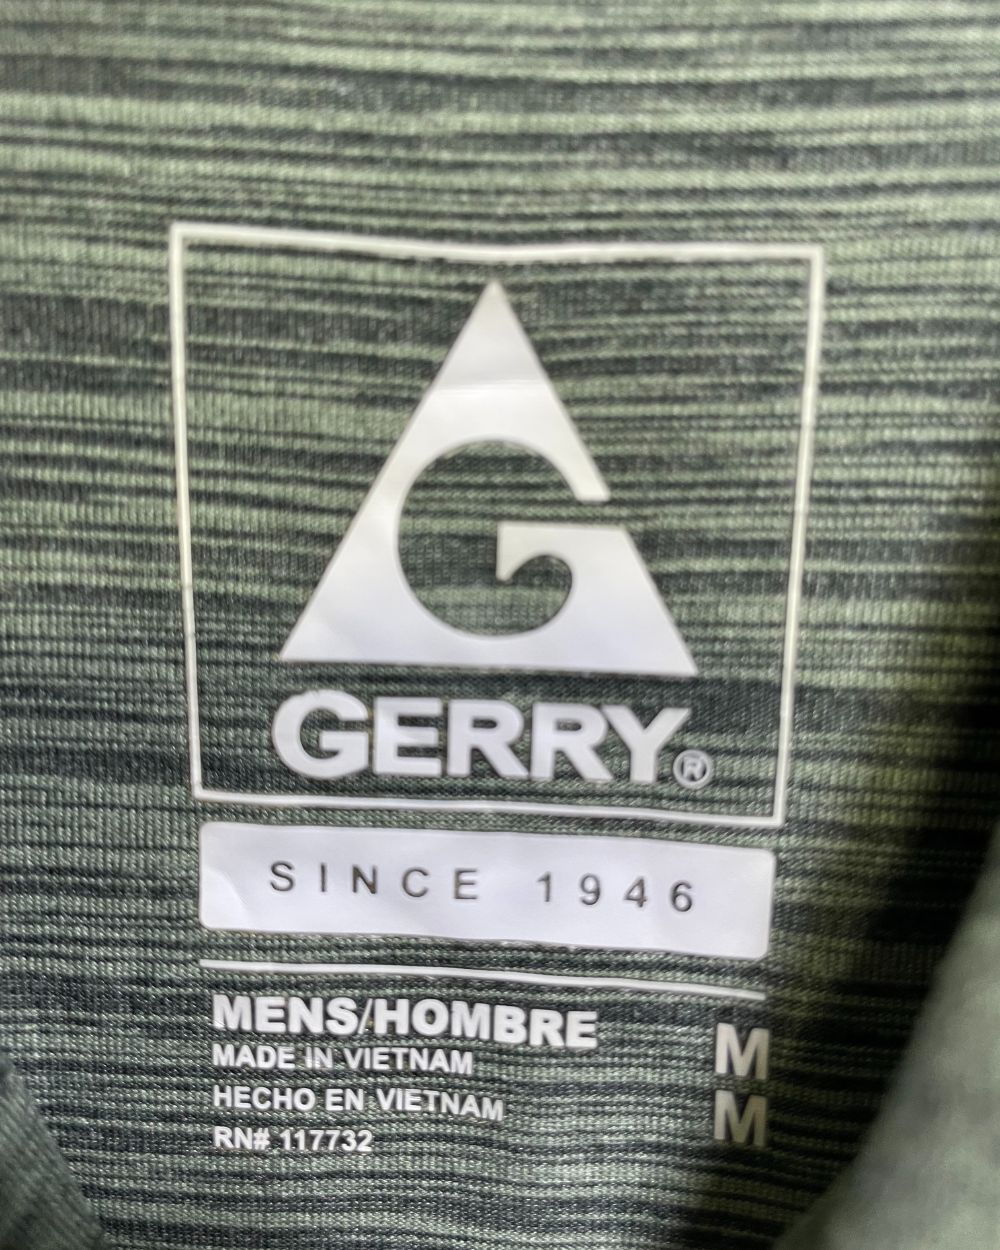 G
GERRY®
SINCE 1946
MENS/HOMBRE M
MADE IN VIETNAM
HECHO EN VIETNAM M
RN# 117732